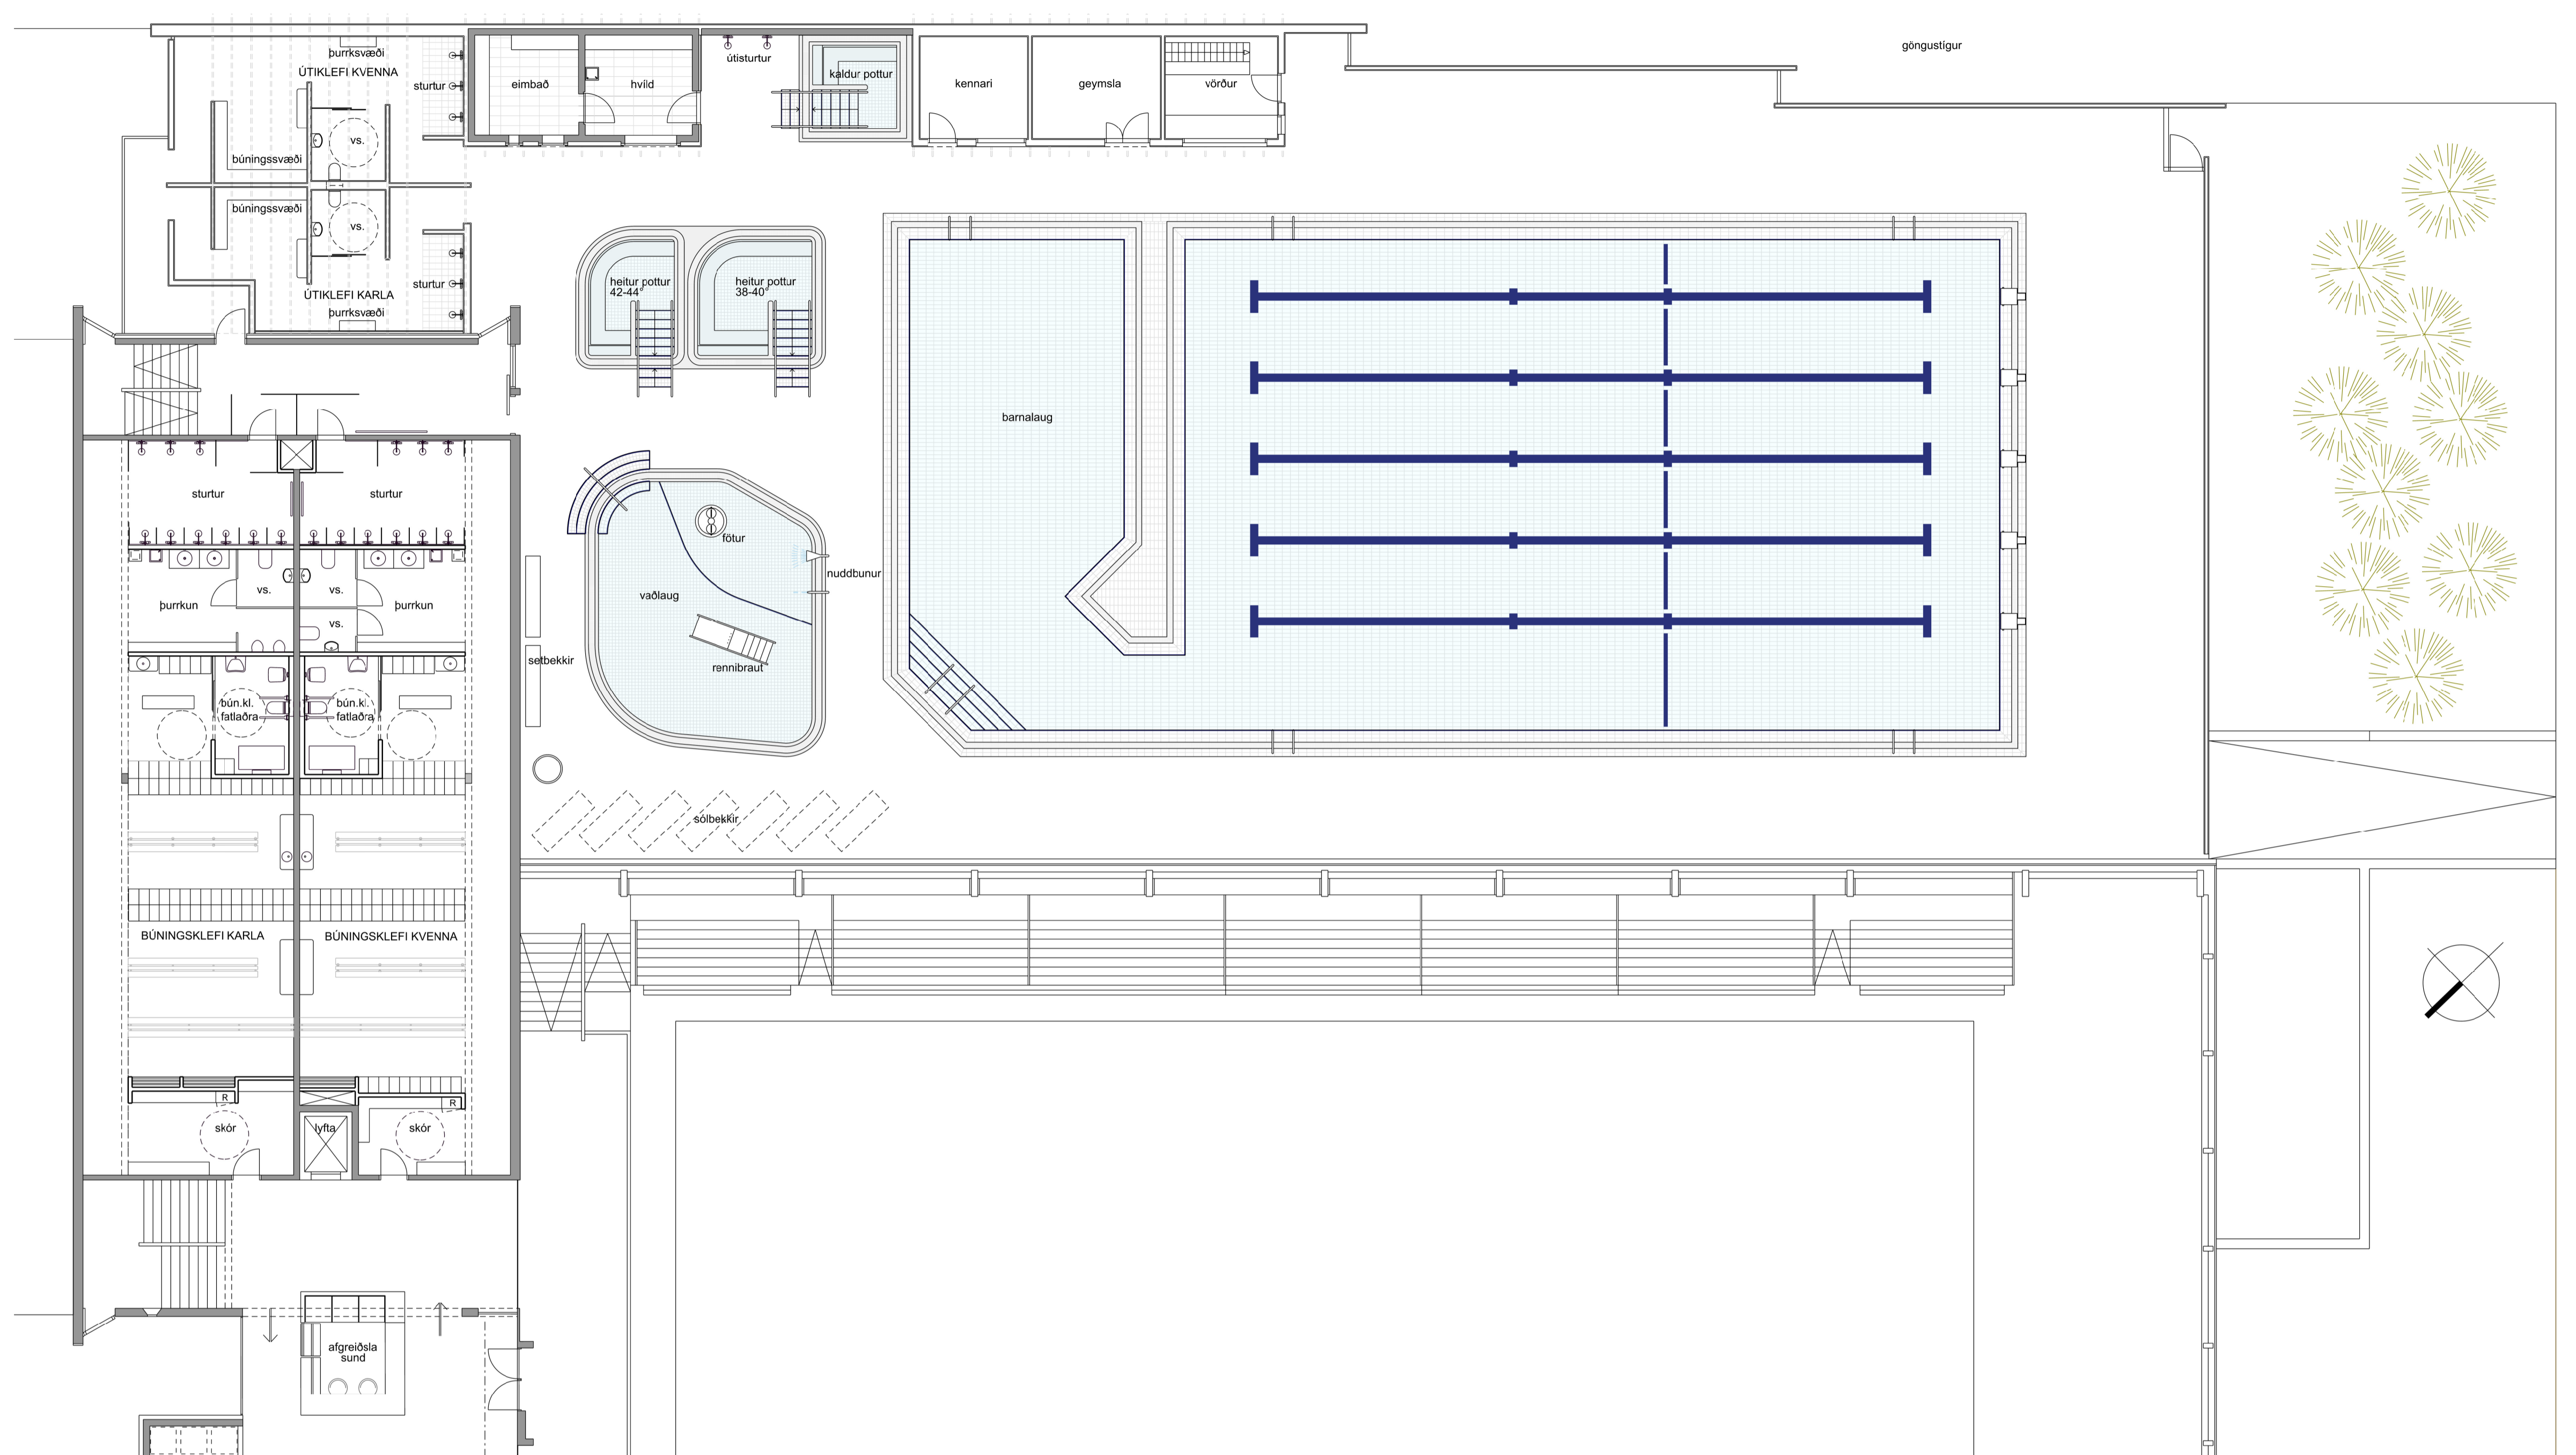 þurrksvæði
ÚTIKLEFI KVENNA
sturtur
vs.
búningssvæði
búningssvæði
vs.
sturtur
ÚTIKLEFI KARLA
þurrksvæði
eimbað
hvíld
útisturtur
kaldur pottur
kennari
geymsla
vörður
göngustígur
heitur pottur
42-44°
heitur pottur
38-40°
barnalaug
sturtur
sturtur
fötur
nuddbunur
vaðlaug
rennibraut
setbekkir
sólbekkir
vs.
vs.
þurrkun
þurrkun
vs.
bún.kl.
fatlaðra
bún.kl.
fatlaðra
BÚNINGSKLEFI KARLA
BÚNINGSKLEFI KVENNA
R
R
skór
lyfta
skór
afgreiðsla
sund